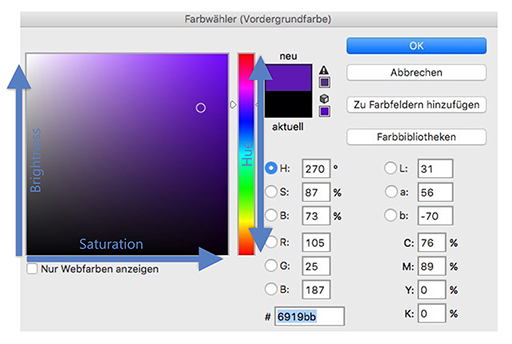 Farbwähler (Vordergrundfarbe)
neu
aktuell
OK
Abbrechen
Zu Farbfeldern hinzufügen
Farbbibliotheken
Brightness
Saturation
Hue
Nur Webfarben anzeigen
H: 270 °
S: 87 %
B: 73 %
R: 105
G: 25
B: 187
# 6919bb
L: 31
a: 56
b: -70
C: 76 %
M: 89 %
Y: 0 %
K: 0 %